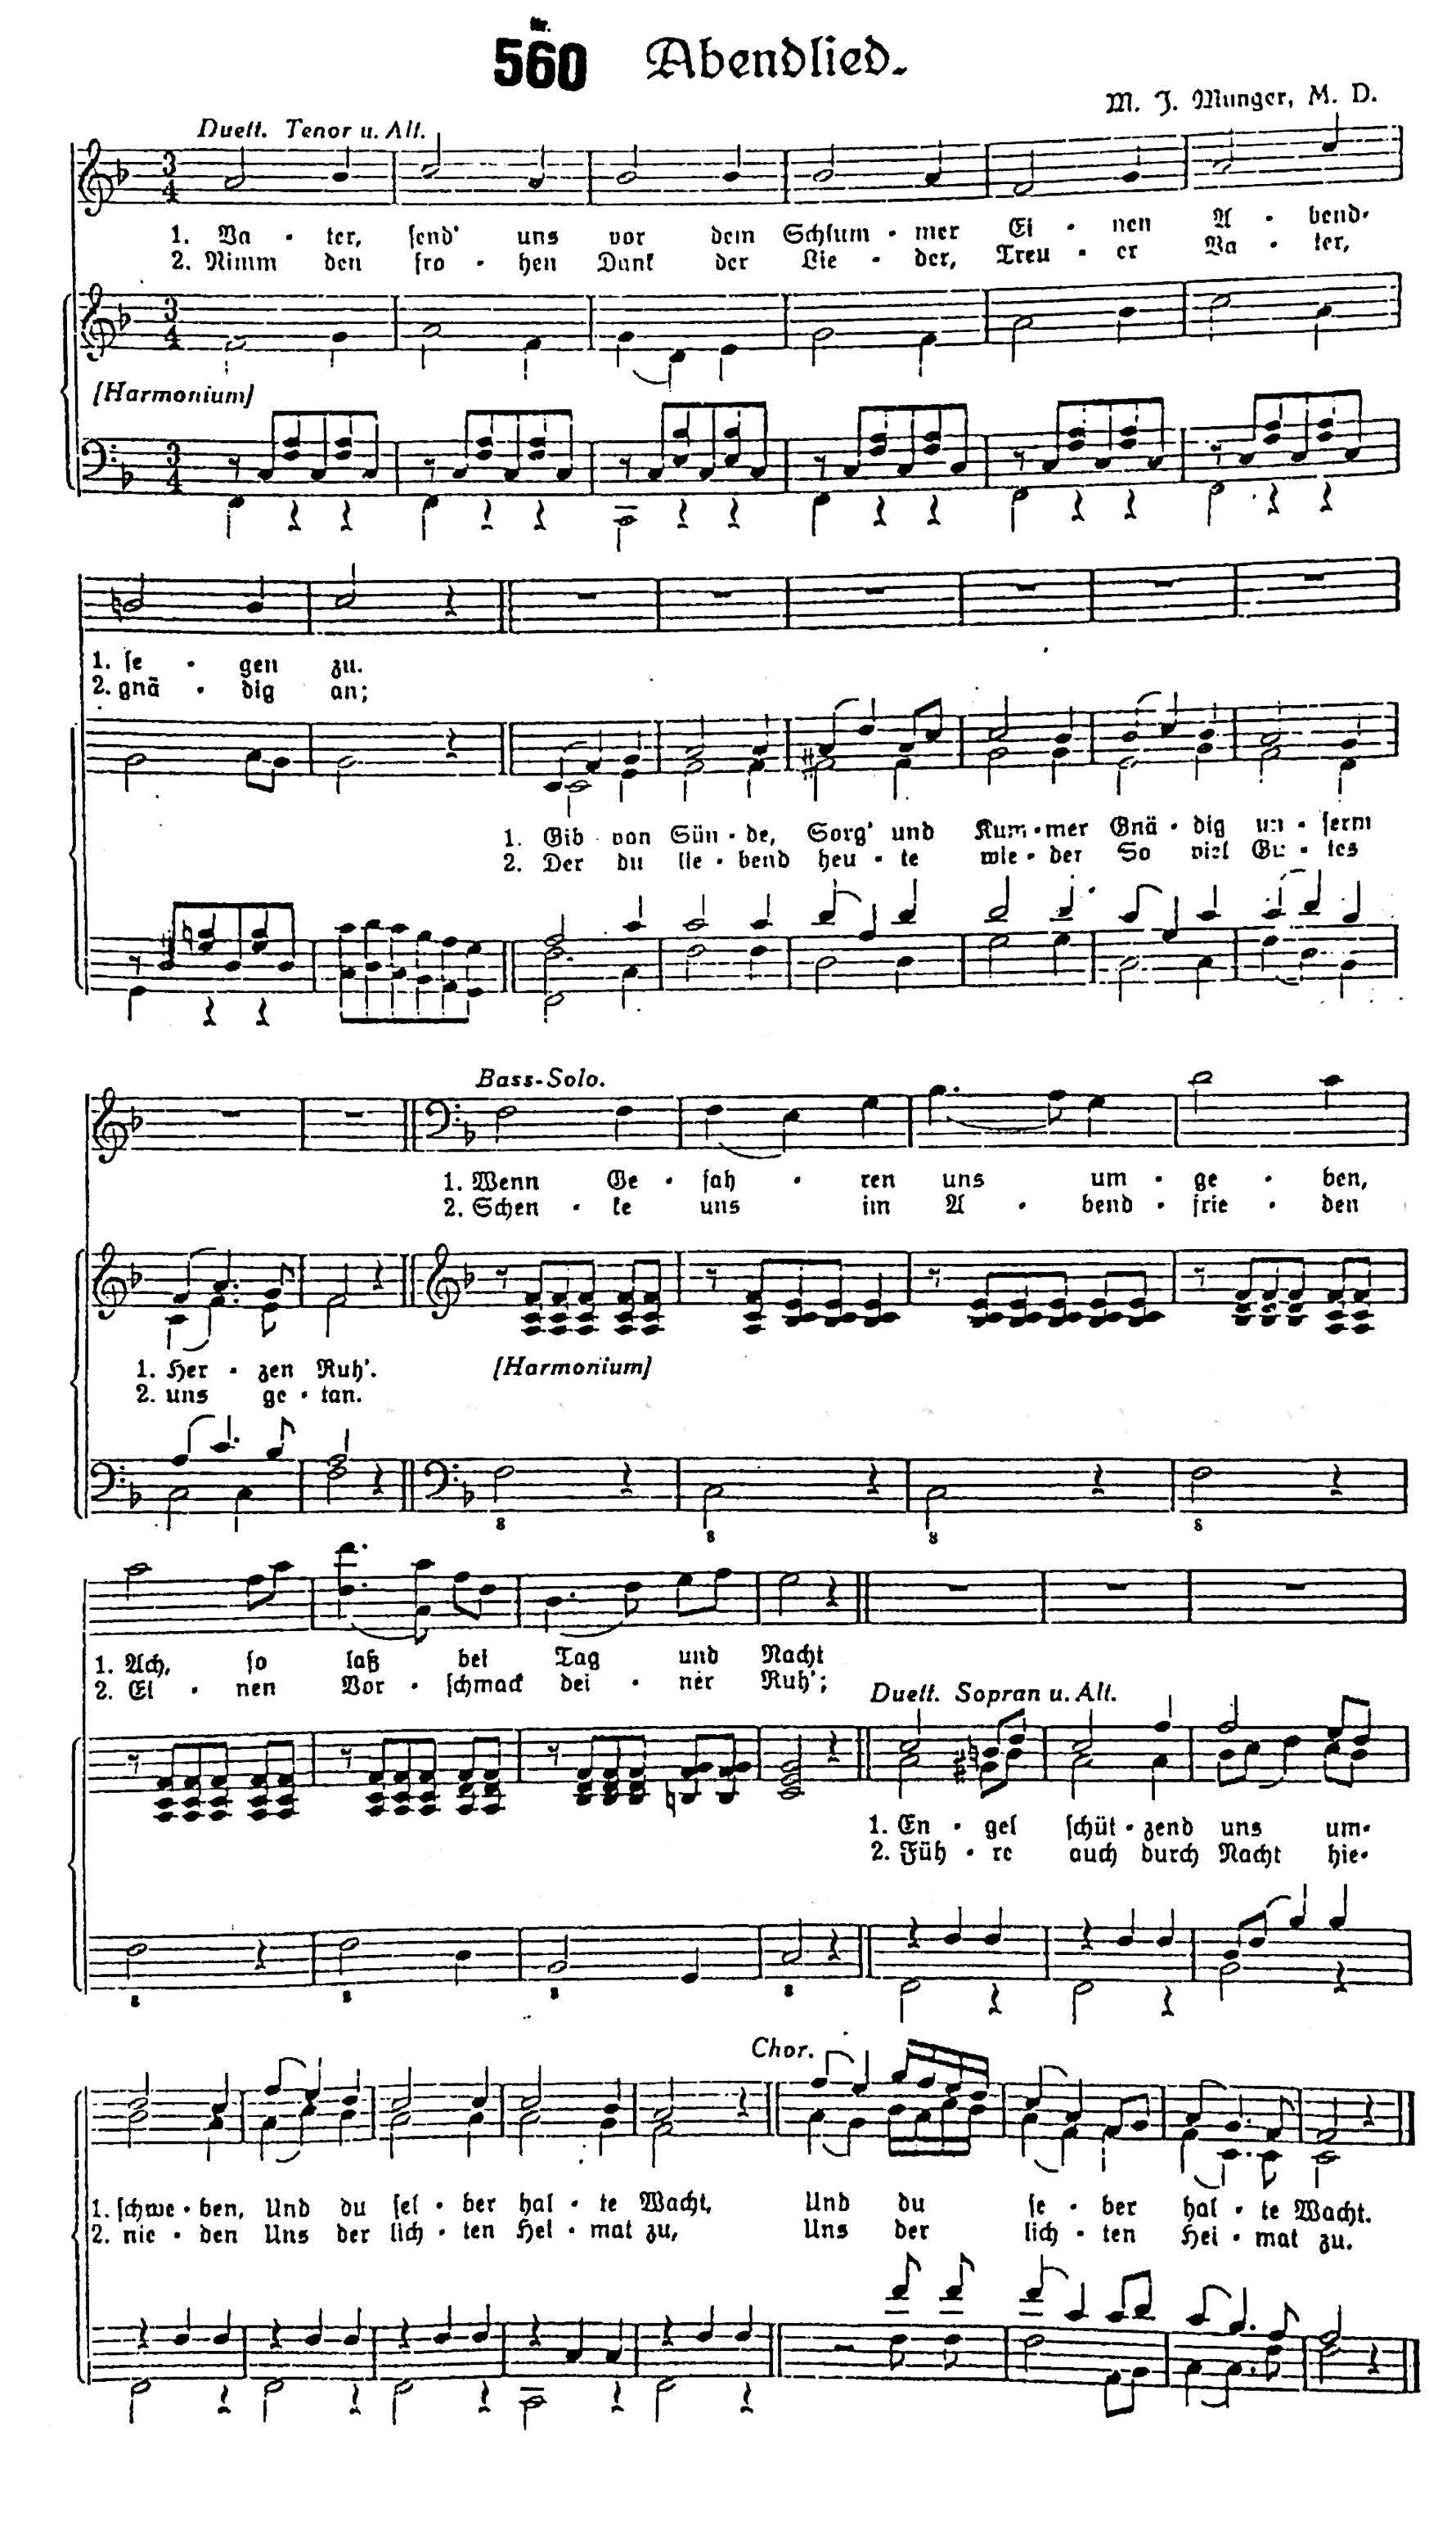 Nr.
560 Abendlied.
M. J. Munger, M. D.
Duett. Tenor u. Alt.
1. Va - ter, send' uns vor dem Schlum - mer Ei - nen A - bend-
2. Nimm den fro - hen Dank der Lie - der, Treu - er Va - ter,
[Harmonium]
1. se - gen zu.
2. gnä - dig an;
1. Gib von Sün - de, Sorg' und Kum - mer Gnä - dig un - serm
2. Der du lie - bend heu - te wie - der So viel Gu - tes
Bass-Solo.
1. Wenn Ge - fah - ren uns um - ge - ben,
2. Schen - ke uns im A - bend - frie - den
1. Her - zen Ruh'.
2. uns ge - tan.
[Harmonium]
8 8 8 8
1. Ach, so laß bei Tag und Nacht
2. Ei - nen Vor - schmack dei - ner Ruh';
Duett. Sopran u. Alt.
1. En - gel schüt - zend uns um-
2. Füh - re auch durch Nacht hie-
8 8 8 8
Chor.
1. schwe - ben, Und du sel - ber hal - te Wacht, Und du se - ber hal - te Wacht.
2. nie - den Uns der lich - ten Hei - mat zu, Uns der lich - ten Hei - mat zu.